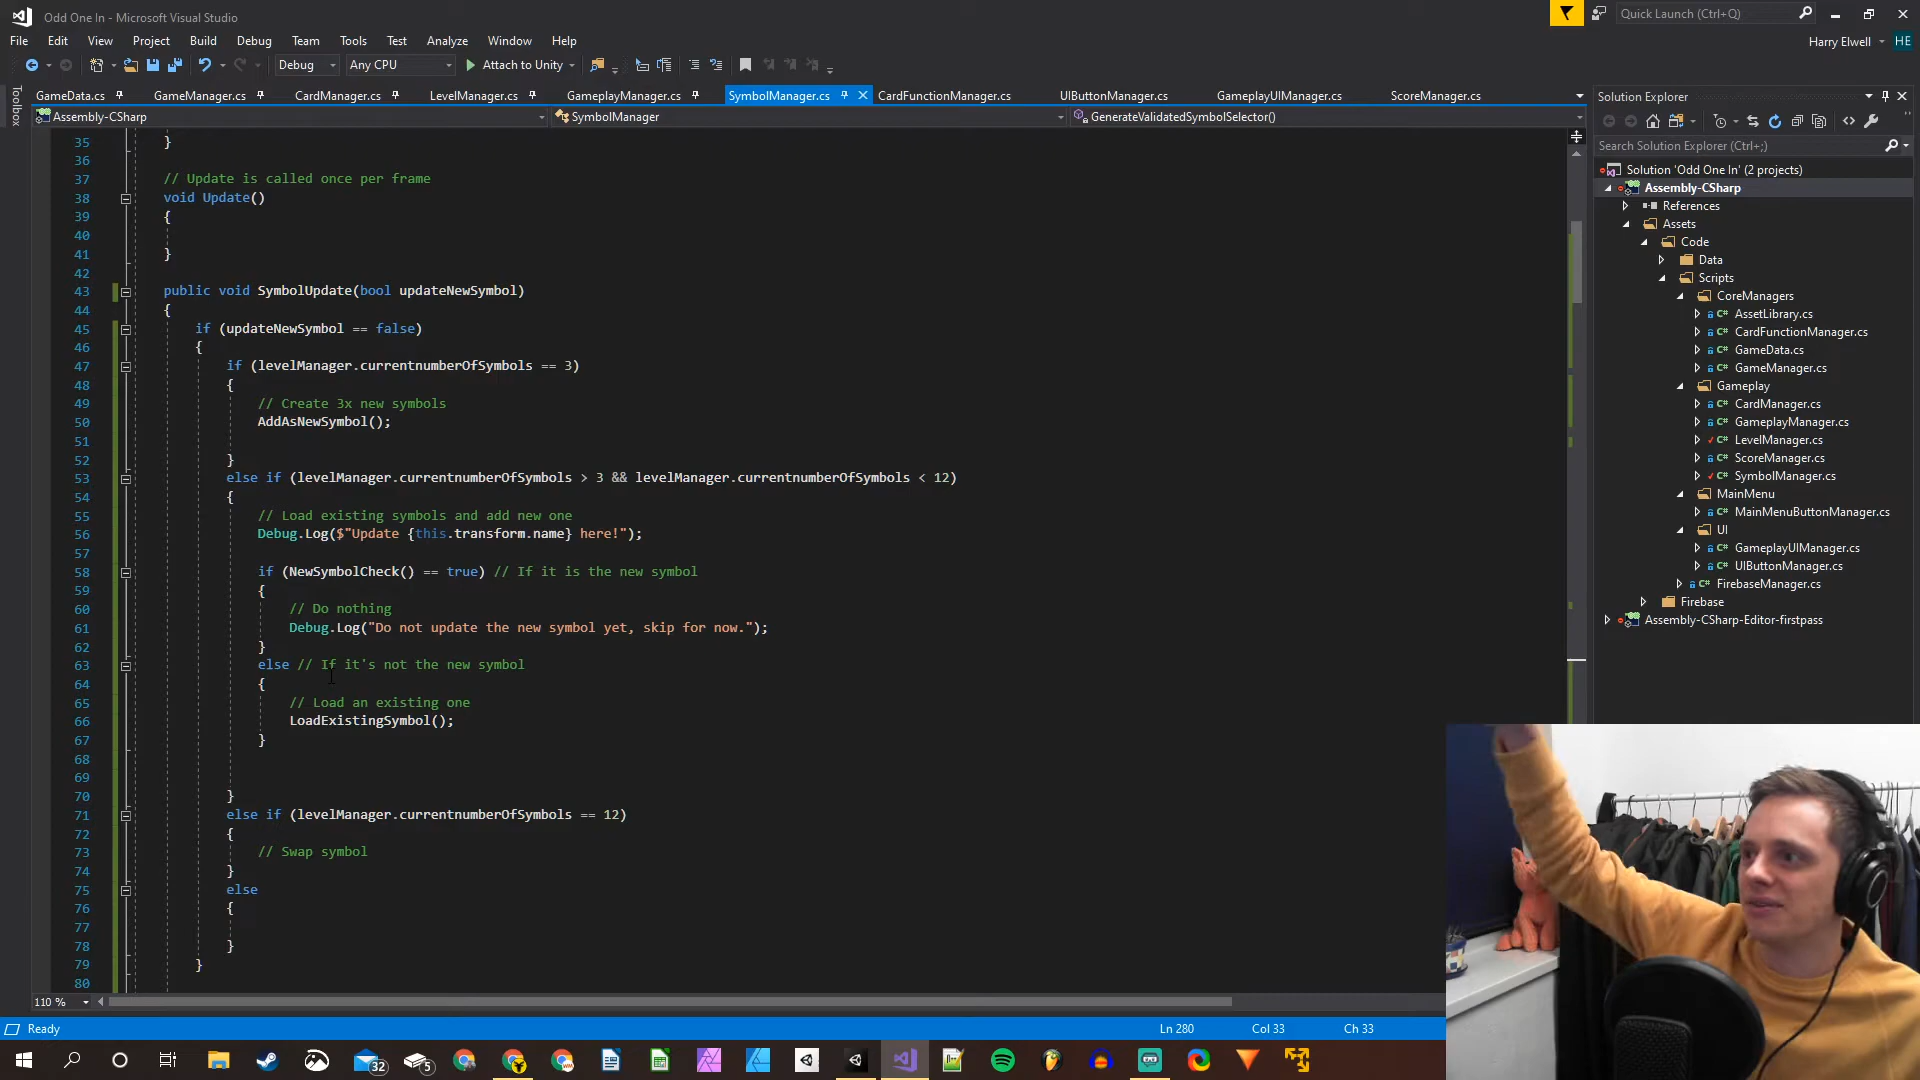 Odd One In - Microsoft Visual Studio
Quick Launch (Ctrl+Q)
File Edit View Project Build Debug Team Tools Test Analyze Window Help
Harry Elwell HE
Debug Any CPU Attach to Unity
Toolbox
GameData.cs GameManager.cs CardManager.cs LevelManager.cs GameplayManager.cs SymbolManager.cs CardFunctionManager.cs UIButtonManager.cs GameplayUIManager.cs ScoreManager.cs
Assembly-CSharp SymbolManager GenerateValidatedSymbolSelector()
35 }
36
37 // Update is called once per frame
38 void Update()
39 {
40
41 }
42
43 public void SymbolUpdate(bool updateNewSymbol)
44 {
45 if (updateNewSymbol == false)
46 {
47 if (levelManager.currentnumberOfSymbols == 3)
48 {
49 // Create 3x new symbols
50 AddAsNewSymbol();
51
52 }
53 else if (levelManager.currentnumberOfSymbols > 3 && levelManager.currentnumberOfSymbols < 12)
54 {
55 // Load existing symbols and add new one
56 Debug.Log($"Update {this.transform.name} here!");
57
58 if (NewSymbolCheck() == true) // If it is the new symbol
59 {
60 // Do nothing
61 Debug.Log("Do not update the new symbol yet, skip for now.");
62 }
63 else // If it's not the new symbol
64 {
65 // Load an existing one
66 LoadExistingSymbol();
67 }
68
69
70 }
71 else if (levelManager.currentnumberOfSymbols == 12)
72 {
73 // Swap symbol
74 }
75 else
76 {
77
78 }
79 }
80
110 %
Solution Explorer
Search Solution Explorer (Ctrl+;)
Solution 'Odd One In' (2 projects)
Assembly-CSharp
References
Assets
Code
Data
Scripts
CoreManagers
C# AssetLibrary.cs
C# CardFunctionManager.cs
C# GameData.cs
C# GameManager.cs
Gameplay
C# CardManager.cs
C# GameplayManager.cs
C# LevelManager.cs
C# ScoreManager.cs
C# SymbolManager.cs
MainMenu
C# MainMenuButtonManager.cs
UI
C# GameplayUIManager.cs
C# UIButtonManager.cs
C# FirebaseManager.cs
Firebase
Assembly-CSharp-Editor-firstpass
Ready Ln 280 Col 33 Ch 33
32 5